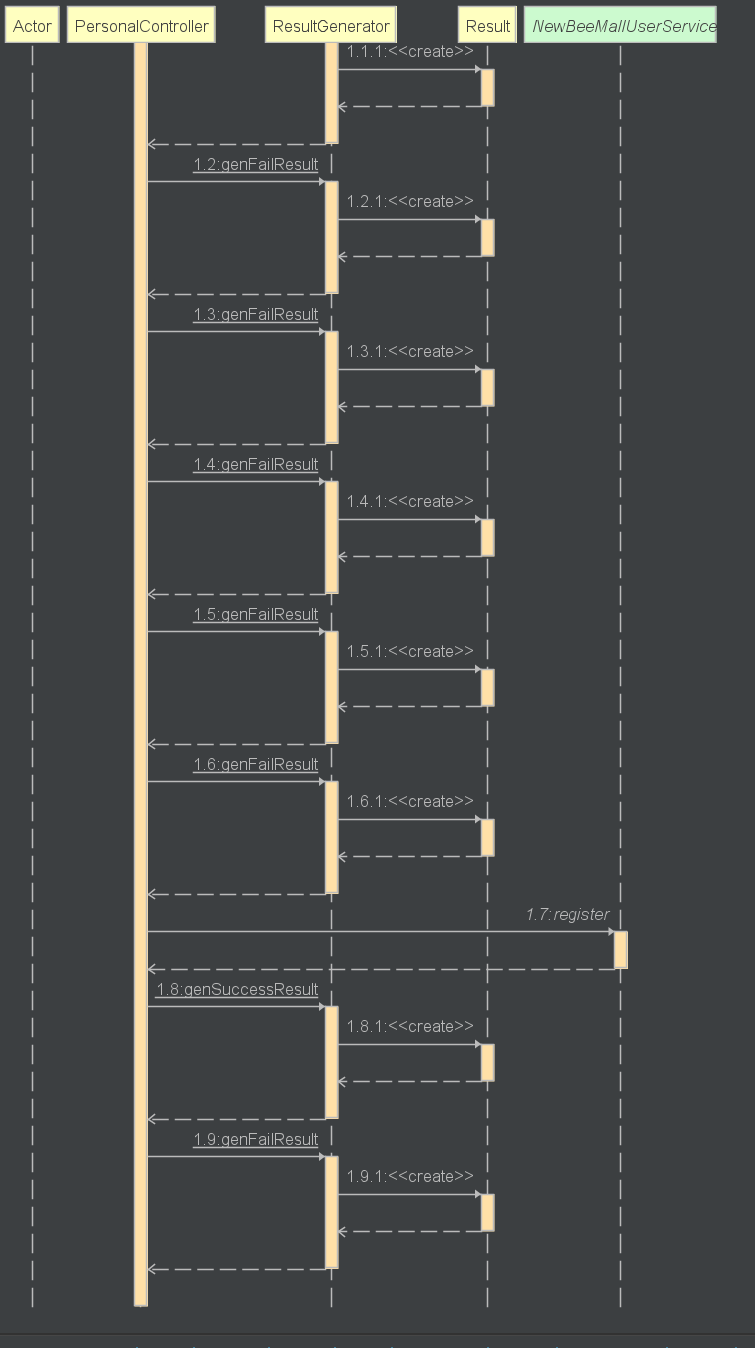 Actor PersonalController ResultGenerator Result NewBeeMallUserService
1.1.1:<<create>>
1.2:genFailResult
1.2.1:<<create>>
1.3:genFailResult
1.3.1:<<create>>
1.4:genFailResult
1.4.1:<<create>>
1.5:genFailResult
1.5.1:<<create>>
1.6:genFailResult
1.6.1:<<create>>
1.7:register
1.8:genSuccessResult
1.8.1:<<create>>
1.9:genFailResult
1.9.1:<<create>>